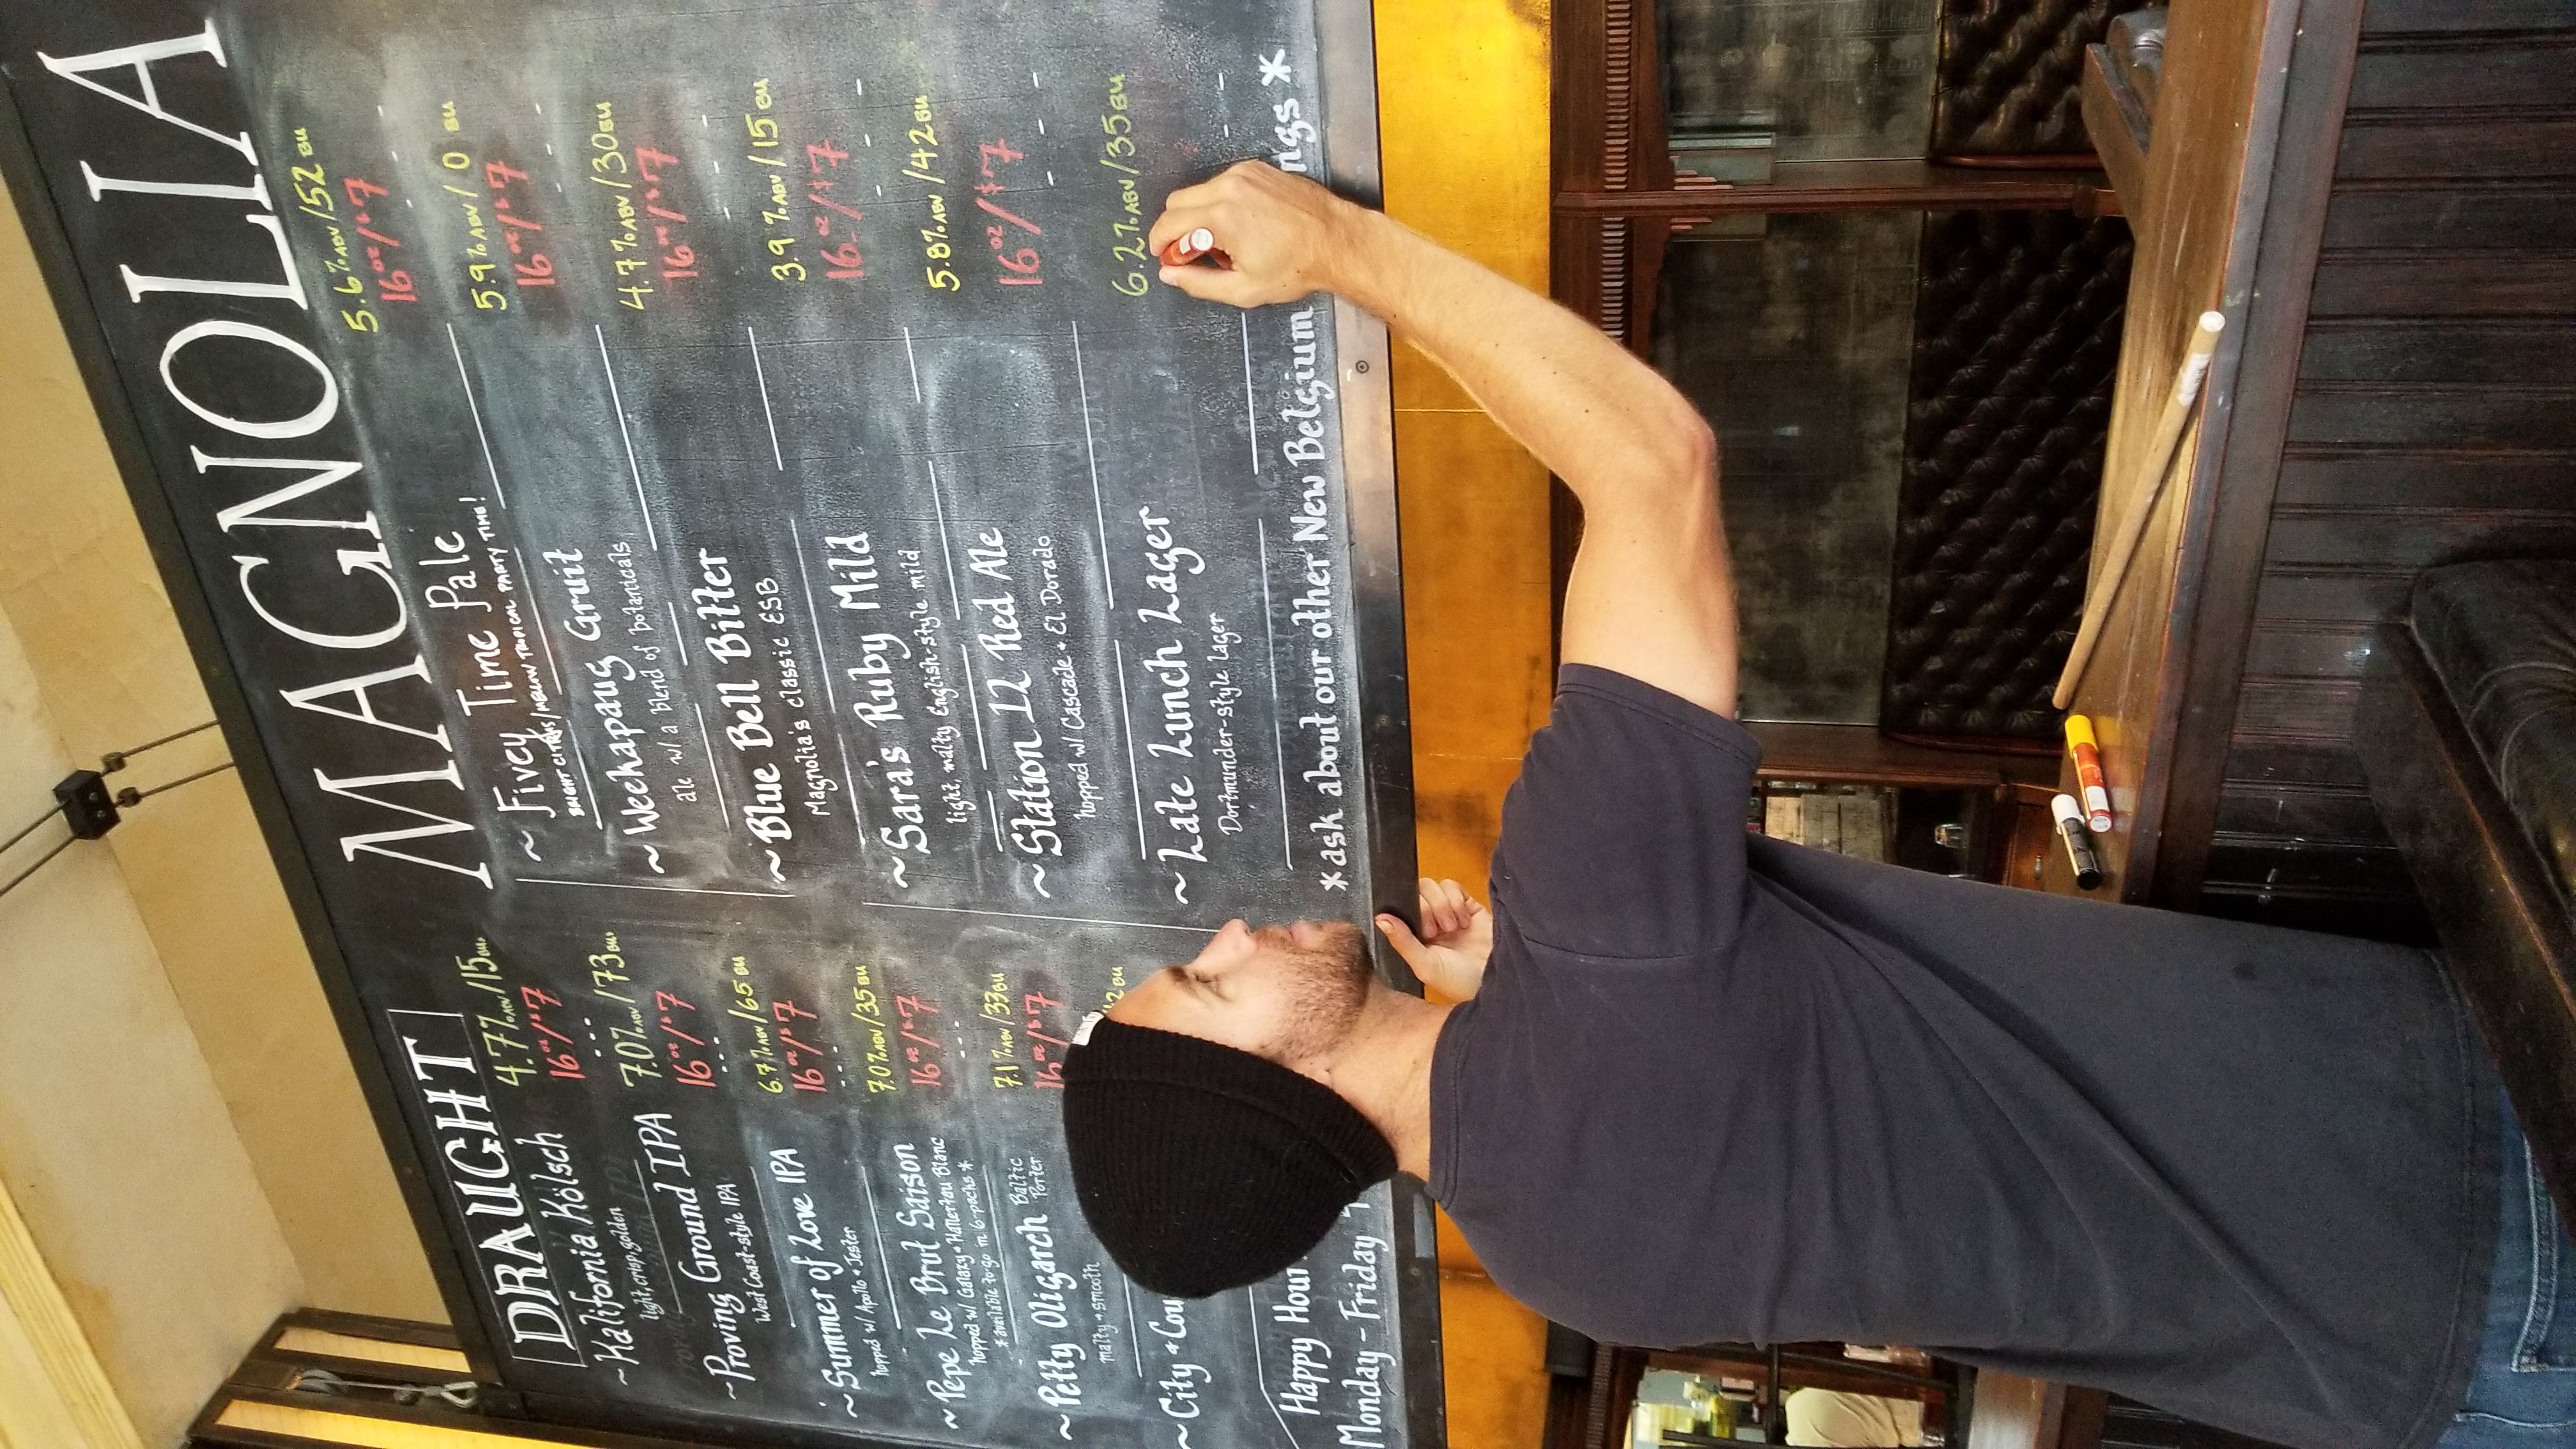 DRAUGHT
~Kalifornia Kölsch 4.7% ABV/15 BU.
light, crisp, golden 16oz/$7
~Proving Ground IPA 7.0% ABV/73 BU.
West Coast-style IPA 16oz/$7
~Summer of Love IPA 6.7% ABV/65 BU
hopped w/ Apollo + Jester 16oz/$7
~Pepe Le Brut Saison 7.0% ABV/35 BU
hopped w/ Galaxy + Hallertau Blanc 16oz/$7
*available to-go in 6-packs*
~Petty Oligarch Baltic Porter 7.1% ABV/33 BU
malty + smooth 16oz/$7
~City + 2 BU
Happy Hour
Monday - Friday
MAGNOLIA
~Fivey Time Pale 5.6% ABV/52 BU
BRIGHT CITRUS/MELLOW TROPICAL PARTY TIME! 16oz/$7
~Weekapaug Gruit 5.9% ABV/0 BU
ale w/ a blend of botanicals 16oz/$7
~Blue Bell Bitter 4.7% ABV/30 BU
Magnolia's classic ESB 16oz/$7
~Sara's Ruby Mild 3.9% ABV/15 BU
light, malty English-style mild 16oz/$7
~Station 12 Red Ale 5.8% ABV/42 BU
hopped w/ Cascade + El Dorado 16oz/$7
~Late Lunch Lager 6.2% ABV/35 BU
Dortmunder-style lager
*ask about our other New Belgium ngs*